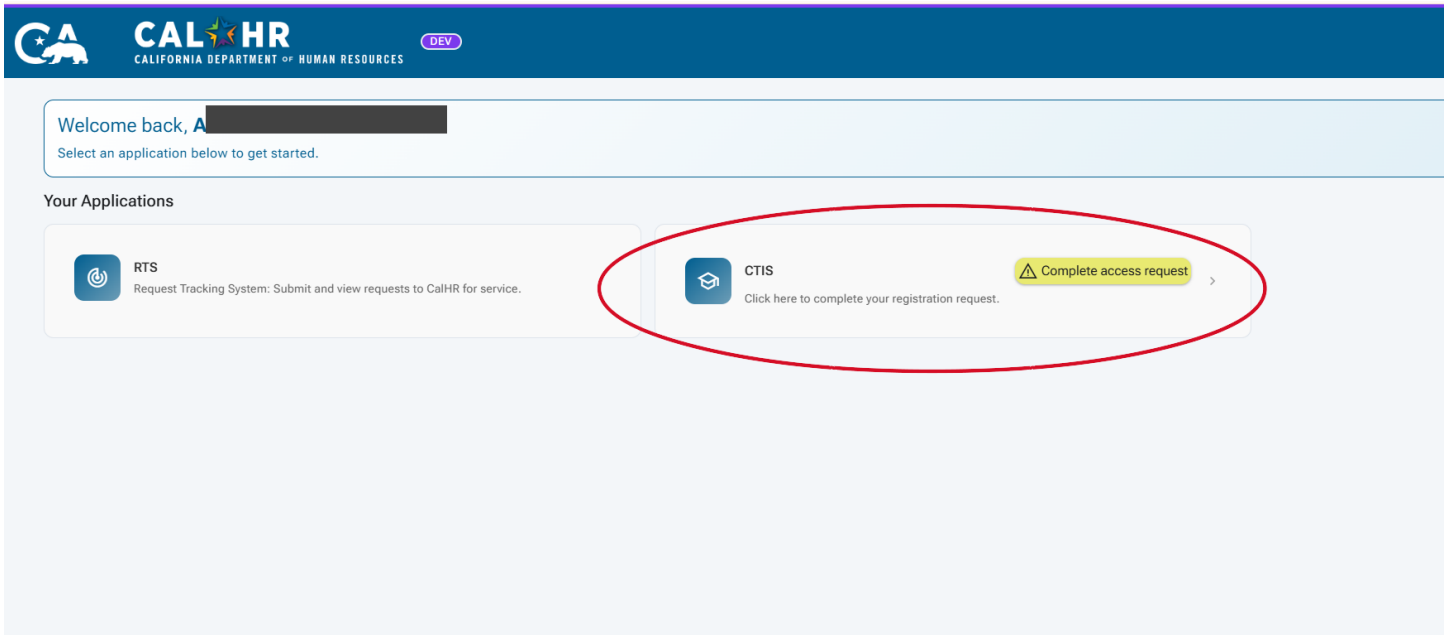 CA
CAL HR
CALIFORNIA DEPARTMENT OF HUMAN RESOURCES
DEV
Welcome back, A
Select an application below to get started.
Your Applications
RTS
Request Tracking System: Submit and view requests to CalHR for service.
CTIS
Complete access request
Click here to complete your registration request.